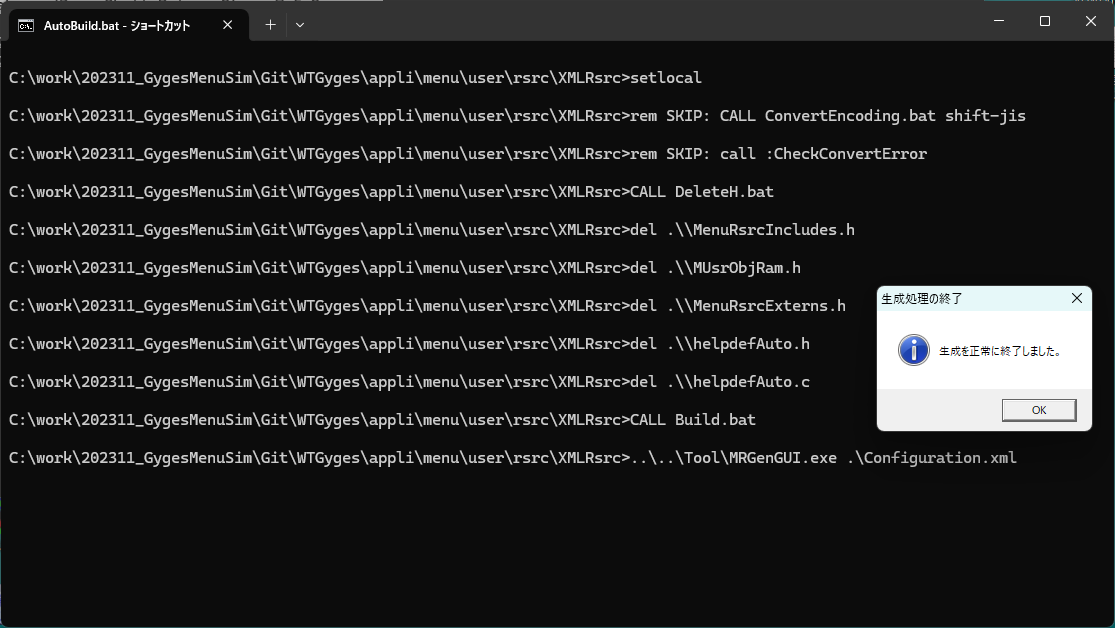 AutoBuild.bat - ショートカット
C:\work\202311_GygesMenuSim\Git\WTGyges\appli\menu\user\rsrc\XMLRsrc>setlocal
C:\work\202311_GygesMenuSim\Git\WTGyges\appli\menu\user\rsrc\XMLRsrc>rem SKIP: CALL ConvertEncoding.bat shift-jis
C:\work\202311_GygesMenuSim\Git\WTGyges\appli\menu\user\rsrc\XMLRsrc>rem SKIP: call :CheckConvertError
C:\work\202311_GygesMenuSim\Git\WTGyges\appli\menu\user\rsrc\XMLRsrc>CALL DeleteH.bat
C:\work\202311_GygesMenuSim\Git\WTGyges\appli\menu\user\rsrc\XMLRsrc>del .\\MenuRsrcIncludes.h
C:\work\202311_GygesMenuSim\Git\WTGyges\appli\menu\user\rsrc\XMLRsrc>del .\\MUsrObjRam.h
C:\work\202311_GygesMenuSim\Git\WTGyges\appli\menu\user\rsrc\XMLRsrc>del .\\MenuRsrcExterns.h
C:\work\202311_GygesMenuSim\Git\WTGyges\appli\menu\user\rsrc\XMLRsrc>del .\\helpdefAuto.h
C:\work\202311_GygesMenuSim\Git\WTGyges\appli\menu\user\rsrc\XMLRsrc>del .\\helpdefAuto.c
C:\work\202311_GygesMenuSim\Git\WTGyges\appli\menu\user\rsrc\XMLRsrc>CALL Build.bat
C:\work\202311_GygesMenuSim\Git\WTGyges\appli\menu\user\rsrc\XMLRsrc>..\..\Tool\MRGenGUI.exe .\Configuration.xml
生成処理の終了
生成を正常に終了しました。
OK